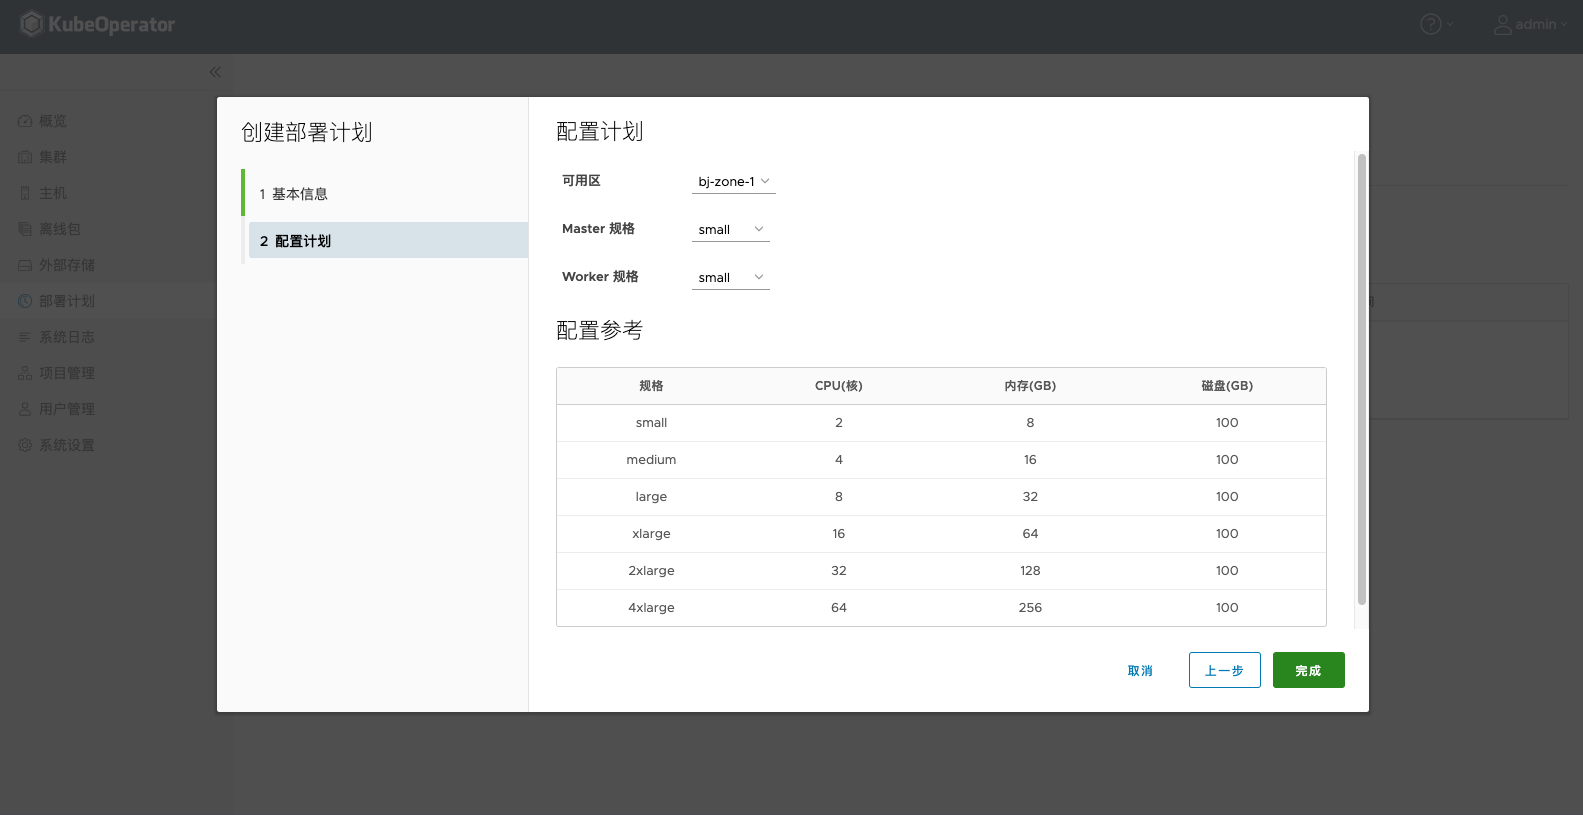 KubeOperator
admin
概览
集群
主机
离线包
外部存储
部署计划
系统日志
项目管理
用户管理
系统设置
创建部署计划
1 基本信息
2 配置计划
配置计划
可用区 bj-zone-1
Master 规格 small
Worker 规格 small
配置参考
规格 CPU(核) 内存(GB) 磁盘(GB)
small 2 8 100
medium 4 16 100
large 8 32 100
xlarge 16 64 100
2xlarge 32 128 100
4xlarge 64 256 100
取消 上一步 完成